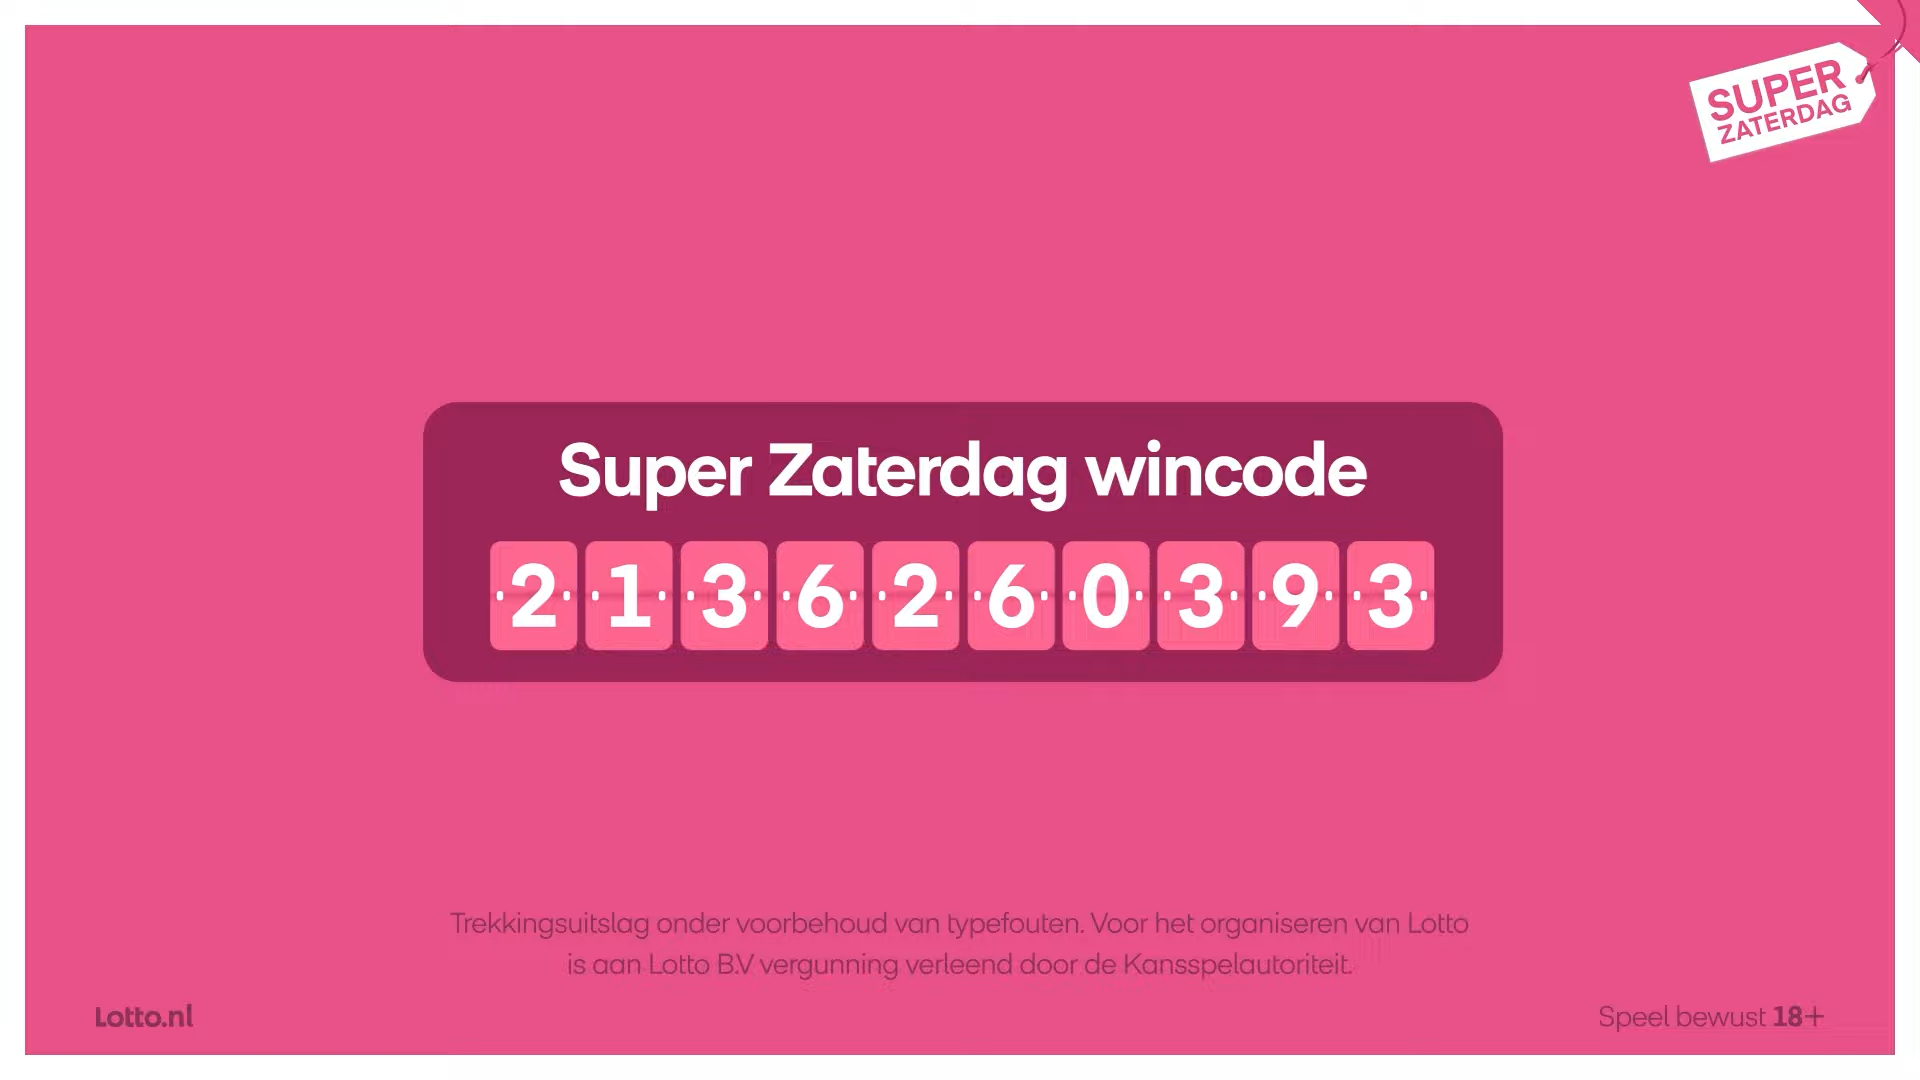 SUPER
ZATERDAG
Super Zaterdag wincode
2 1 3 6 2 6 0 3 9 3
Trekkingsuitslag onder voorbehoud van typefouten. Voor het organiseren van Lotto
is aan Lotto B.V vergunning verleend door de Kansspelautoriteit.
Lotto.nl
Speel bewust 18+